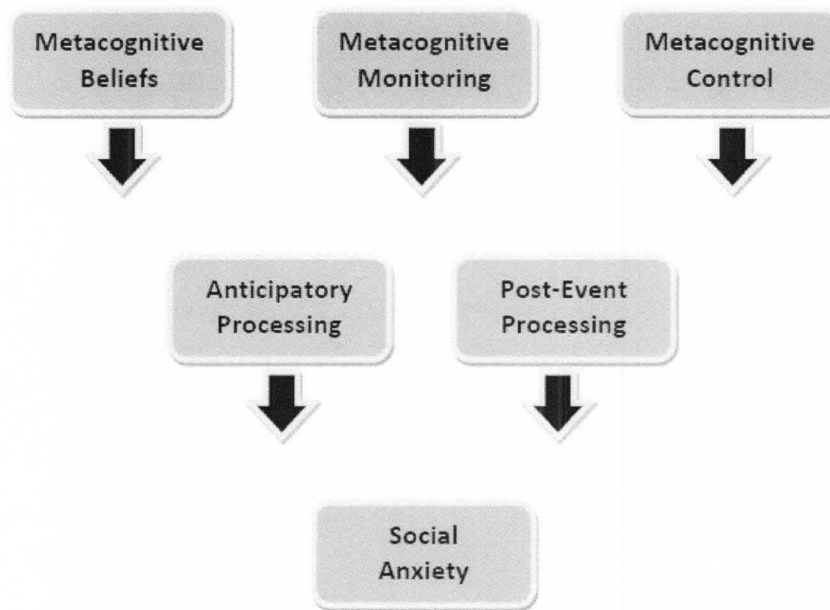 Metacognitive
Beliefs
Metacognitive
Monitoring
Metacognitive
Control
Anticipatory
Processing
Post-Event
Processing
Social
Anxiety